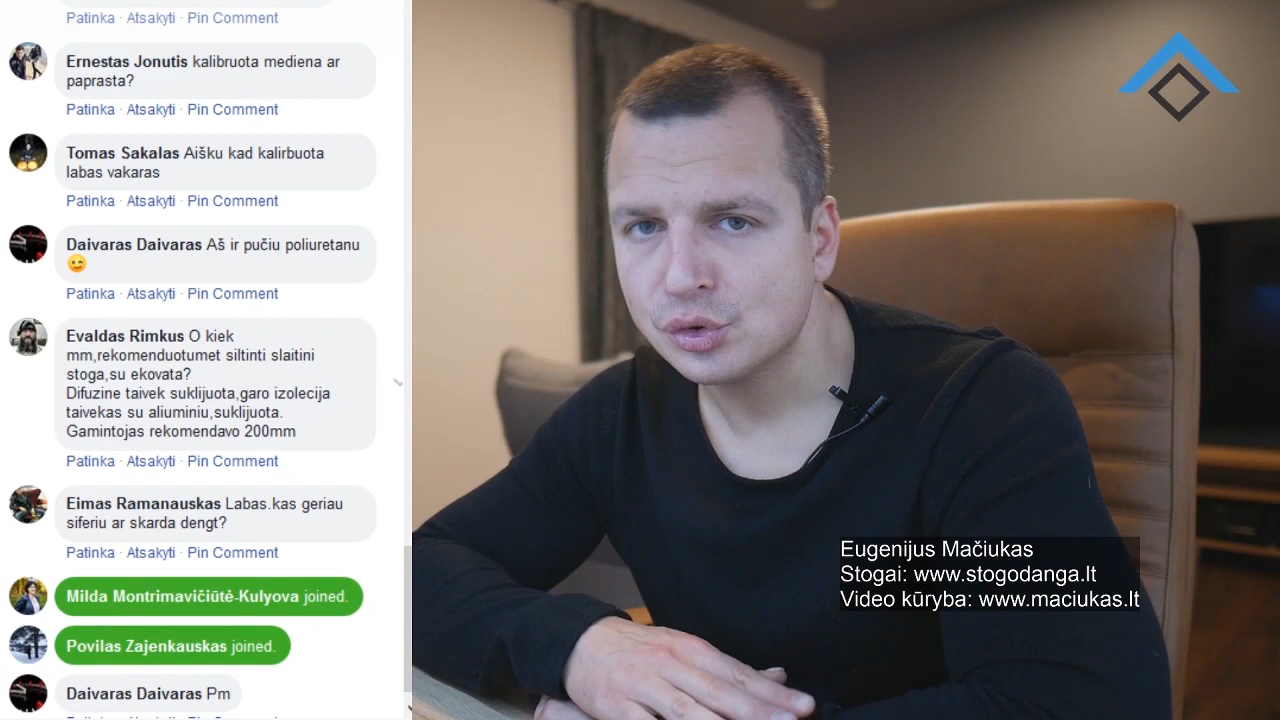 Patinka · Atsakyti · Pin Comment
Ernestas Jonutis kalibruota mediena ar
paprasta?
Patinka · Atsakyti · Pin Comment
Tomas Sakalas Aišku kad kalirbuota
labas vakaras
Patinka · Atsakyti · Pin Comment
Daivaras Daivaras Aš ir pučiu poliuretanu
😉
Patinka · Atsakyti · Pin Comment
Evaldas Rimkus O kiek
mm,rekomenduotumet siltinti slaitini
stoga,su ekovata?
Difuzine taivek suklijuota,garo izolecija
taivekas su aliuminiu,suklijuota.
Gamintojas rekomendavo 200mm
Patinka · Atsakyti · Pin Comment
Eimas Ramanauskas Labas.kas geriau
siferiu ar skarda dengt?
Patinka · Atsakyti · Pin Comment
Milda Montrimavičiūtė-Kulyova joined.
Povilas Zajenkauskas joined.
Daivaras Daivaras Pm
Eugenijus Mačiukas
Stogai: www.stogodanga.lt
Video kūryba: www.maciukas.lt